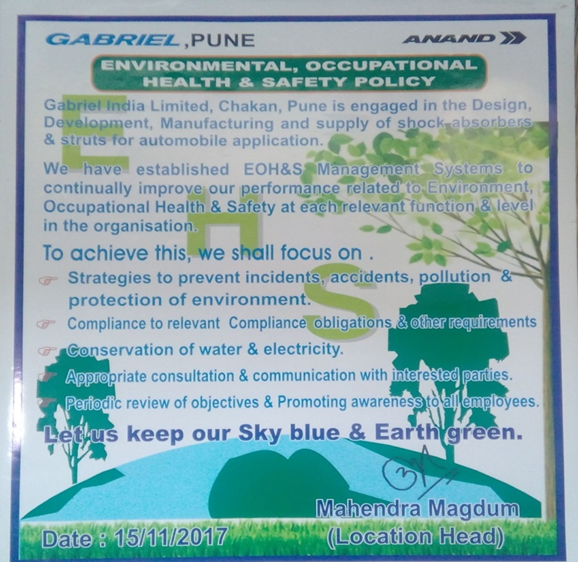 GABRIEL, PUNE
ANAND
ENVIRONMENTAL, OCCUPATIONAL
HEALTH & SAFETY POLICY
Gabriel India Limited, Chakan, Pune is engaged in the Design,
Development, Manufacturing and supply of shock absorbers
& struts for automobile application.
We have established EOH&S Management Systems to
continually improve our performance related to Environment,
Occupational Health & Safety at each relevant function & level
in the organisation.
To achieve this, we shall focus on .
Strategies to prevent incidents, accidents, pollution &
protection of environment.
Compliance to relevant Compliance obligations & other requirements
Conservation of water & electricity.
Appropriate consultation & communication with interested parties.
Periodic review of objectives & Promoting awareness to all employees.
Let us keep our Sky blue & Earth green.
Mahendra Magdum
(Location Head)
Date : 15/11/2017
E
H
S